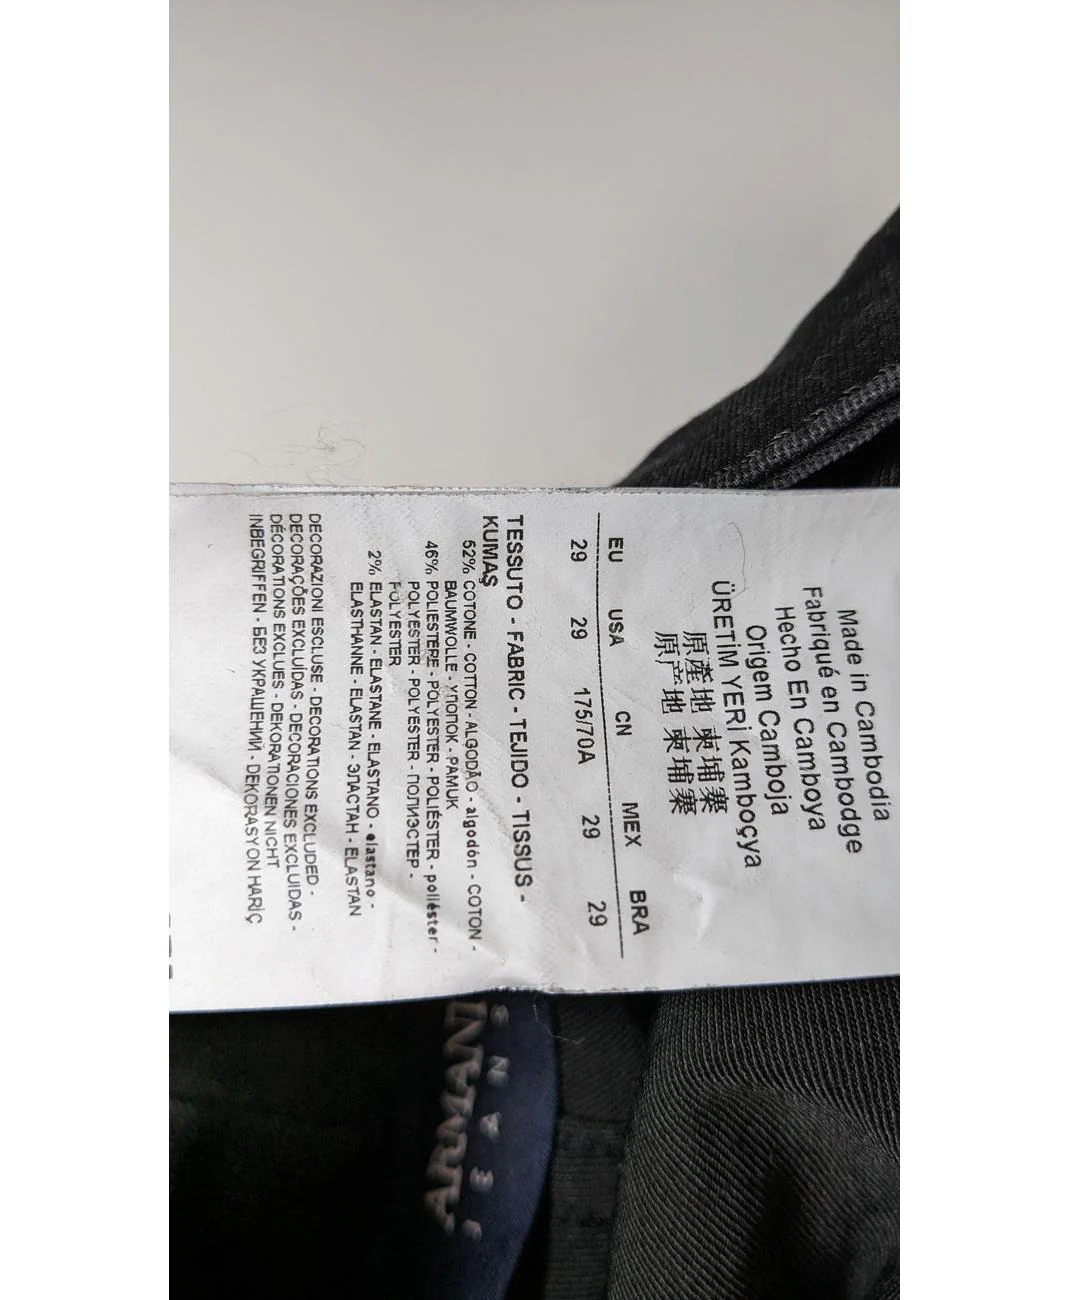 Made in Cambodia
Fabriqué en Cambodge
Hecho En Camboya
Origem Camboja
ÜRETİM YERİ Kamboçya
原產地 柬埔寨
原产地 柬埔寨
EU USA CN MEX BRA
29 29 175/70A 29 29
TESSUTO - FABRIC - TEJIDO - TISSUS -
KUMAŞ
52% COTONE - COTTON - ALGODÃO - algodón - COTON -
BAUMWOLLE - ХЛОПОК - PAMUK
46% POLIESTERE - POLYESTER - POLIÉSTER - poliéster -
POLYESTER - POLYESTER - ПОЛИЭСТЕР -
POLYESTER
2% ELASTAN - ELASTANE - ELASTANO - elastano -
ELASTHANNE - ELASTAN - ЭЛАСТАН - ELASTAN
DECORAZIONI ESCLUSE - DECORATIONS EXCLUDED -
DECORAÇÕES EXCLUÍDAS - DECORACIONES EXCLUIDAS -
DÉCORATIONS EXCLUES - DEKORATIONEN NICHT
INBEGRIFFEN - БЕЗ УКРАШЕНИЙ - DEKORASYON HARİÇ
ARMANI
JEANS